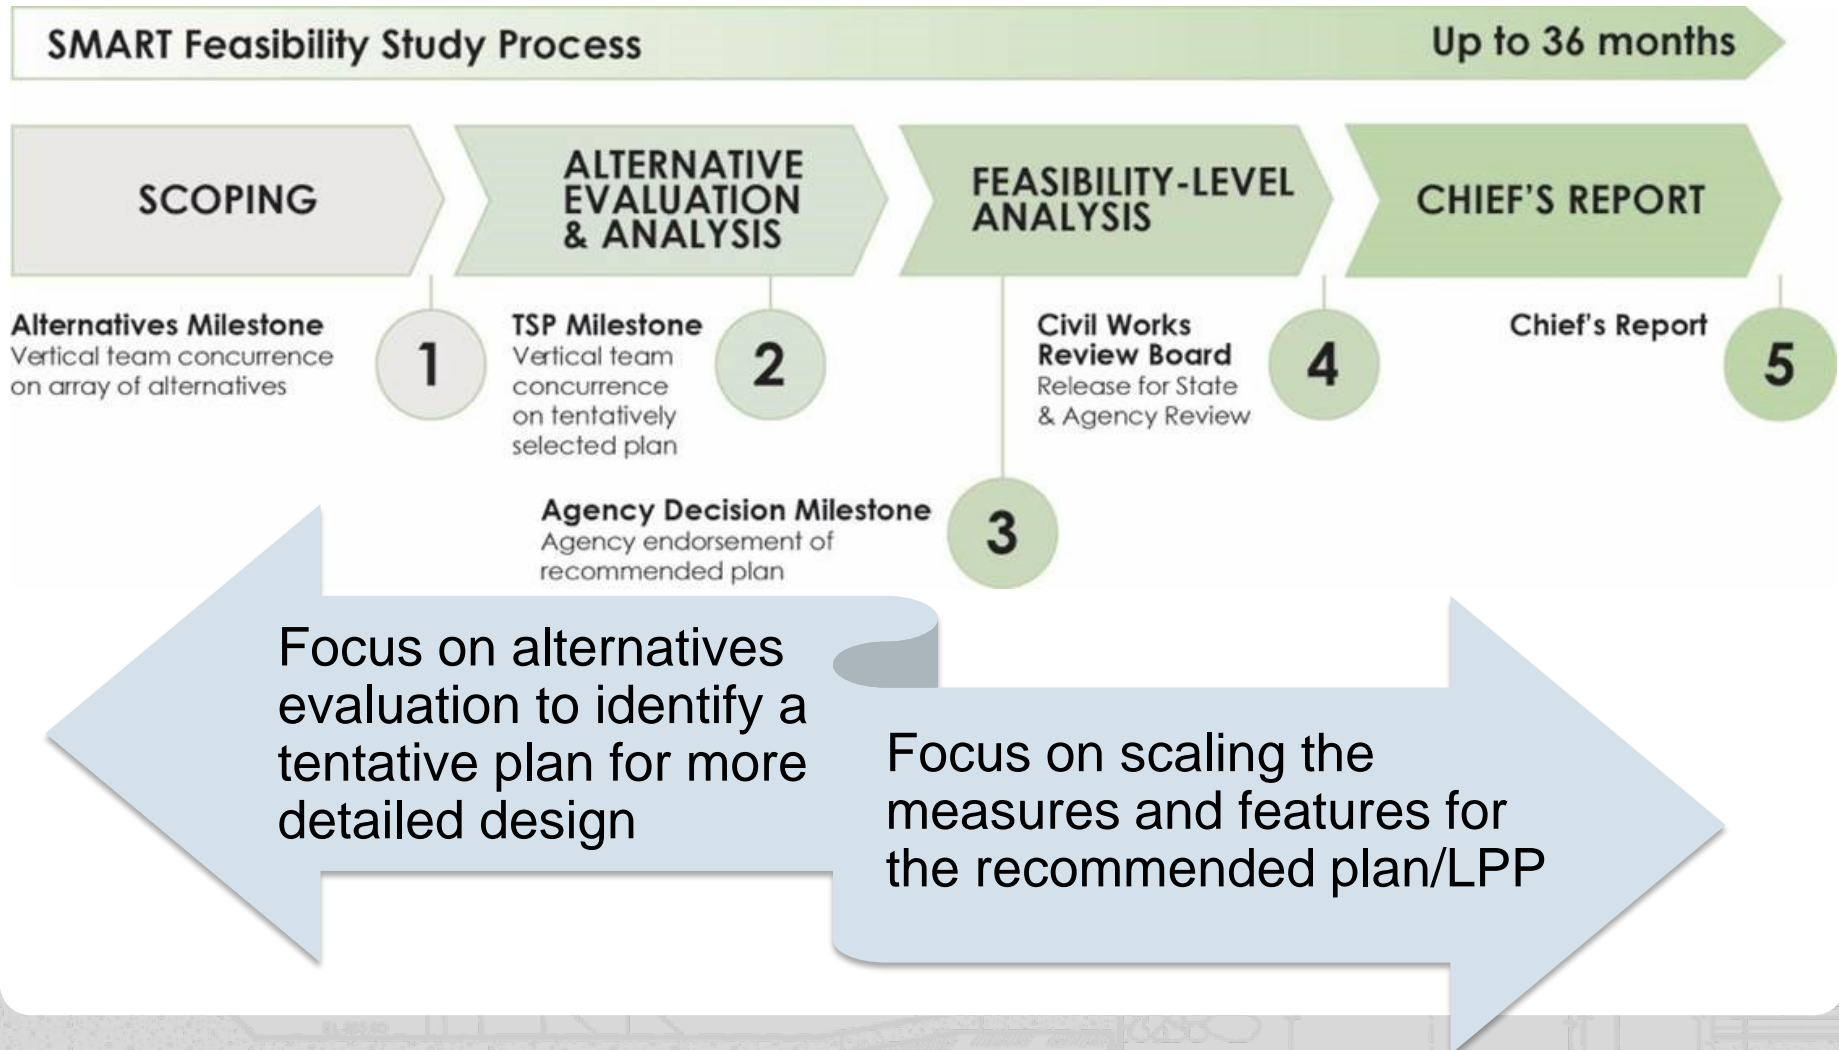 SMART Feasibility Study Process
Up to 36 months
SCOPING
ALTERNATIVE
EVALUATION
& ANALYSIS
FEASIBILITY-LEVEL
ANALYSIS
CHIEF'S REPORT
Alternatives Milestone
Vertical team concurrence
on array of alternatives
1
TSP Milestone
Vertical team
concurrence
on tentatively
selected plan
2
Agency Decision Milestone
Agency endorsement of
recommended plan
3
Civil Works
Review Board
Release for State
& Agency Review
4
Chief's Report
5
Focus on alternatives
evaluation to identify a
tentative plan for more
detailed design
Focus on scaling the
measures and features for
the recommended plan/LPP